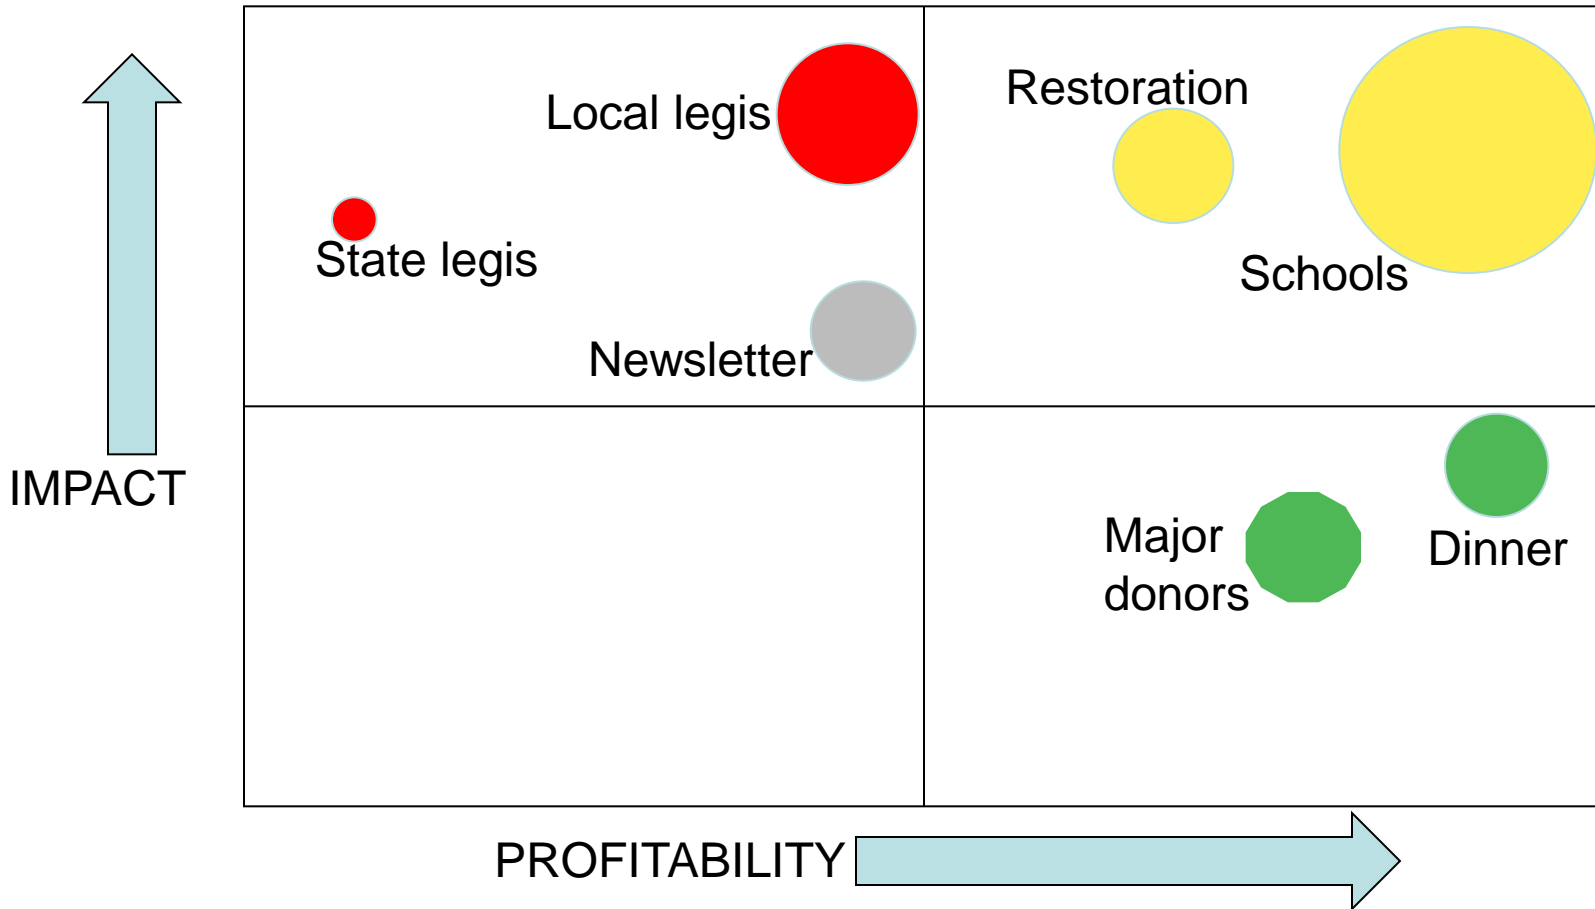 Restoration
Local legis
State legis
Schools
Newsletter
IMPACT
Major
donors
Dinner
PROFITABILITY